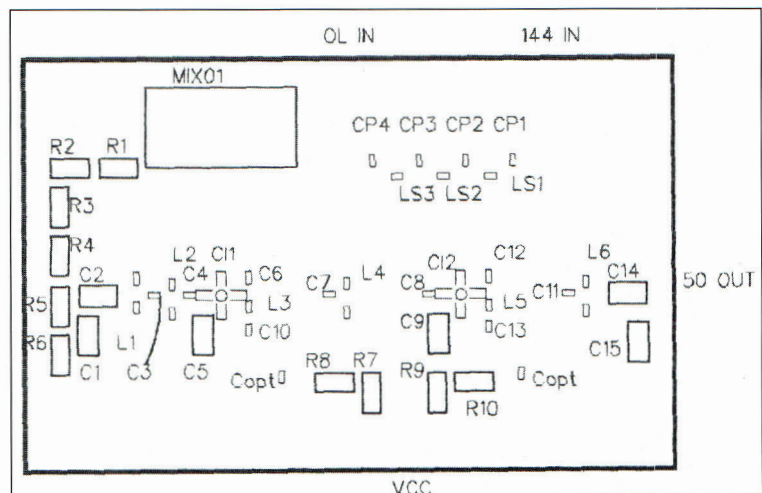 OL IN 144 IN
MIX01
CP4 CP3 CP2 CP1
R2 R1
LS3 LS2 LS1
R3
R4
L2 CI1 CI2 C12 L6
C2 C4 C6 C7 L4 C8 C11 C14 50 OUT
R5 L3 L5
R6 L1 C10 C9 C13 C15
C1 C3 C5 Copt R8 R7 R9 Copt
R10
VCC